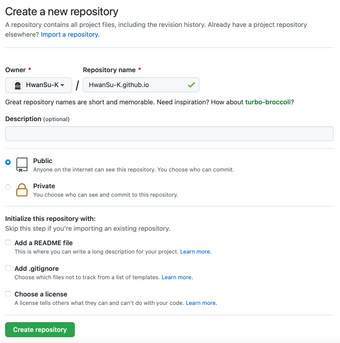 Create a new repository
A repository contains all project files, including the revision history. Already have a project repository
elsewhere? Import a repository.
Owner * Repository name *
HwanSu-K / HwanSu-K.github.io
Great repository names are short and memorable. Need inspiration? How about turbo-broccoli?
Description (optional)
Public
Anyone on the internet can see this repository. You choose who can commit.
Private
You choose who can see and commit to this repository.
Initialize this repository with:
Skip this step if you're importing an existing repository.
Add a README file
This is where you can write a long description for your project. Learn more.
Add .gitignore
Choose which files not to track from a list of templates. Learn more.
Choose a license
A license tells others what they can and can't do with your code. Learn more.
Create repository